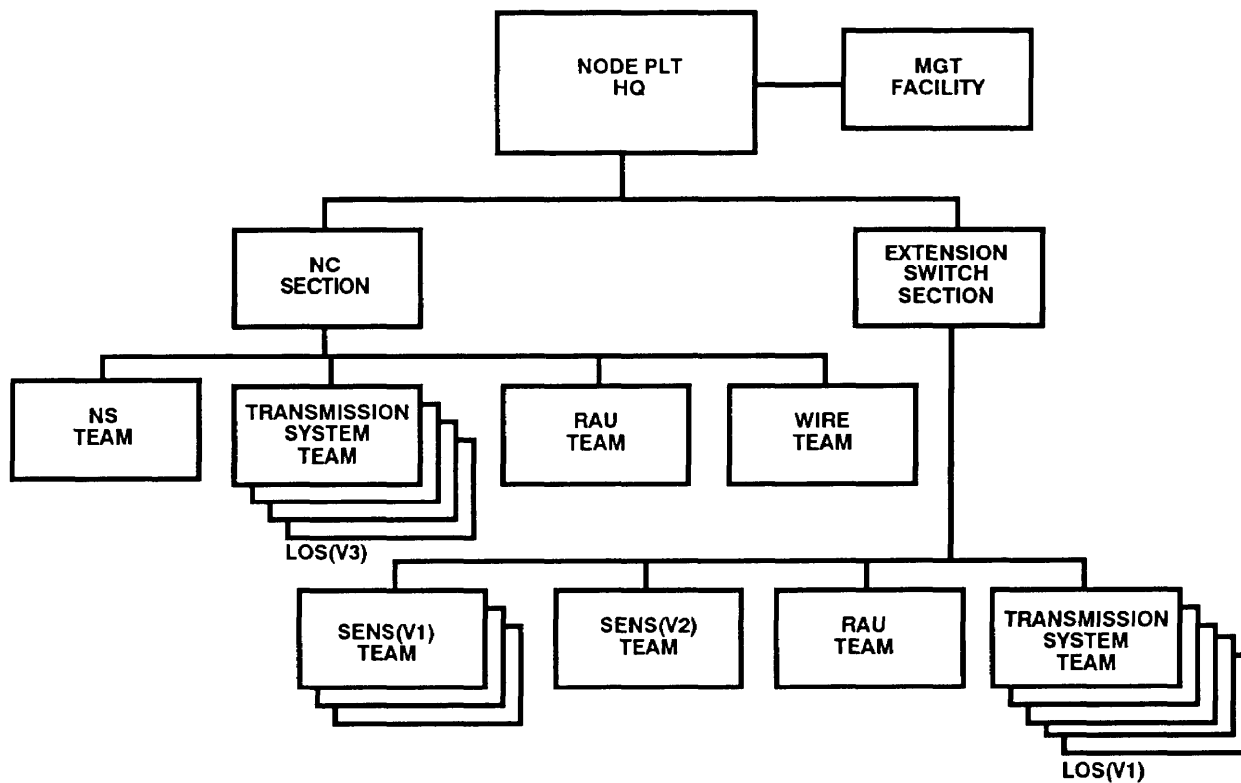 NODE PLT
HQ
MGT
FACILITY
NC
SECTION
EXTENSION
SWITCH
SECTION
NS
TEAM
TRANSMISSION
SYSTEM
TEAM
LOS(V3)
RAU
TEAM
WIRE
TEAM
SENS(V1)
TEAM
SENS(V2)
TEAM
RAU
TEAM
TRANSMISSION
SYSTEM
TEAM
LOS(V1)